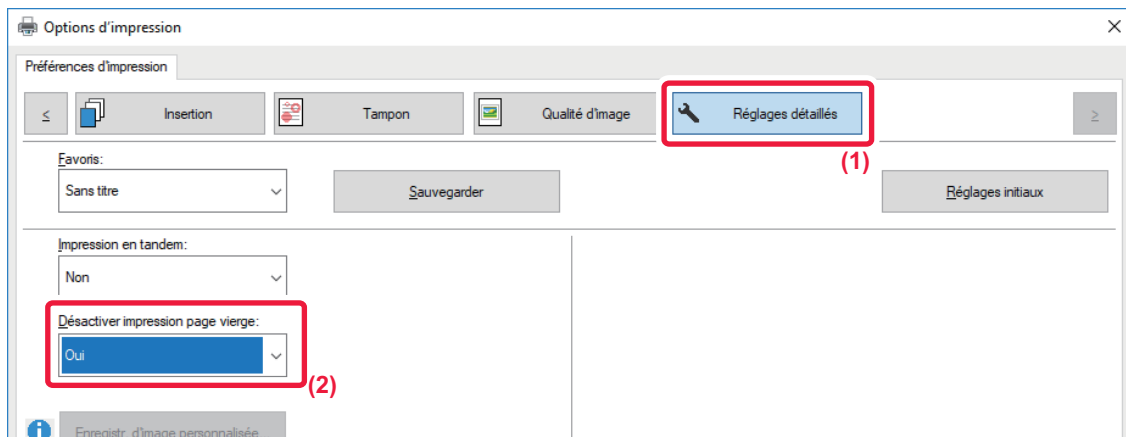 Options d'impression
Préférences d'impression
< Insertion Tampon Qualité d'image Réglages détaillés >
(1)
Favoris:
Sans titre Sauvegarder Réglages initiaux
Impression en tandem:
Non
Désactiver impression page vierge:
Oui
(2)
Enregistr. d'image personnalisée...